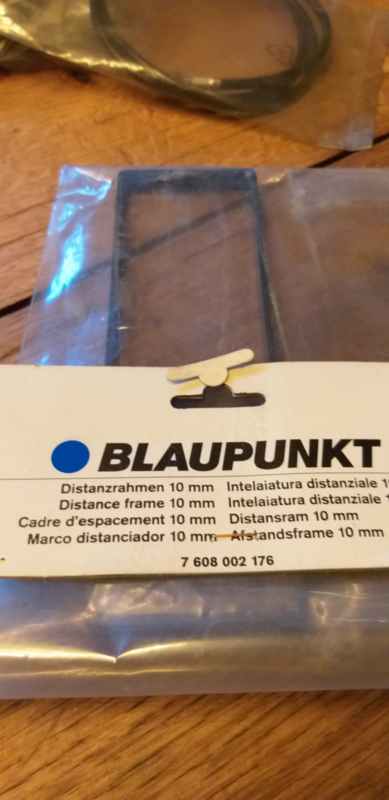 BLAUPUNKT
Distanzrahmen 10 mm Intelaiatura distanziale 1
Distance frame 10 mm Intelaiatura distanziale
Cadre d'espacement 10 mm Distansram 10 mm
Marco distanciador 10 mm Afstandsframe 10 mm
7 608 002 176